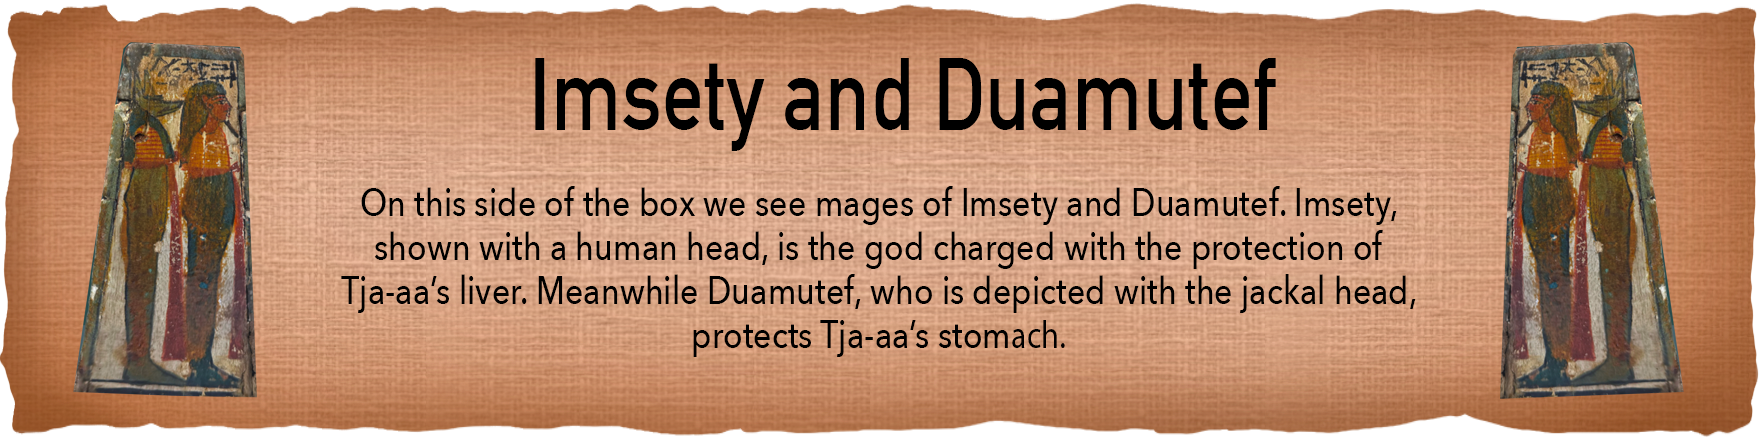 Imsety and Duamutef
On this side of the box we see mages of Imsety and Duamutef. Imsety,
shown with a human head, is the god charged with the protection of
Tja-aa’s liver. Meanwhile Duamutef, who is depicted with the jackal head,
protects Tja-aa’s stomach.